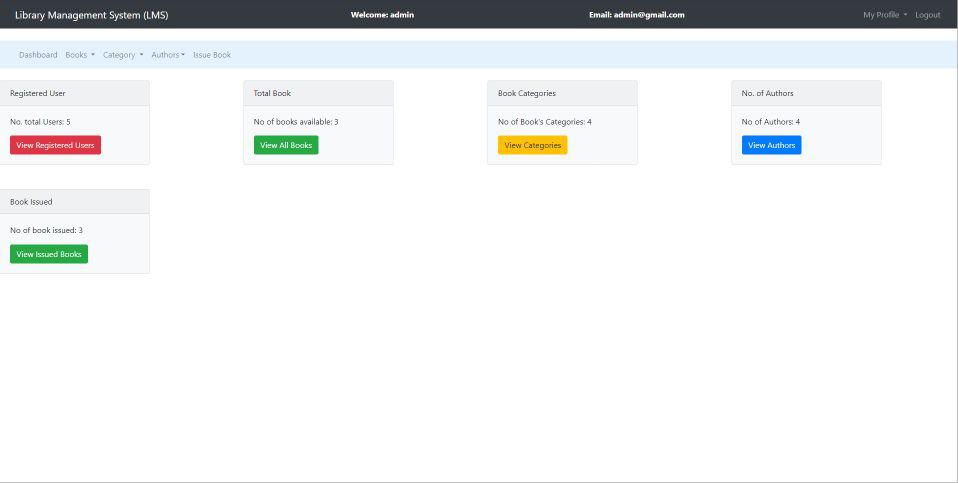 Library Management System (LMS) Welcome: admin Email: admin@gmail.com My Profile Logout
Dashboard Books Category Authors Issue Book
Registered User
No. total Users: 5
View Registered Users
Total Book
No of books available: 3
View All Books
Book Categories
No of Book's Categories: 4
View Categories
No. of Authors
No of Authors: 4
View Authors
Book Issued
No of book issued: 3
View Issued Books